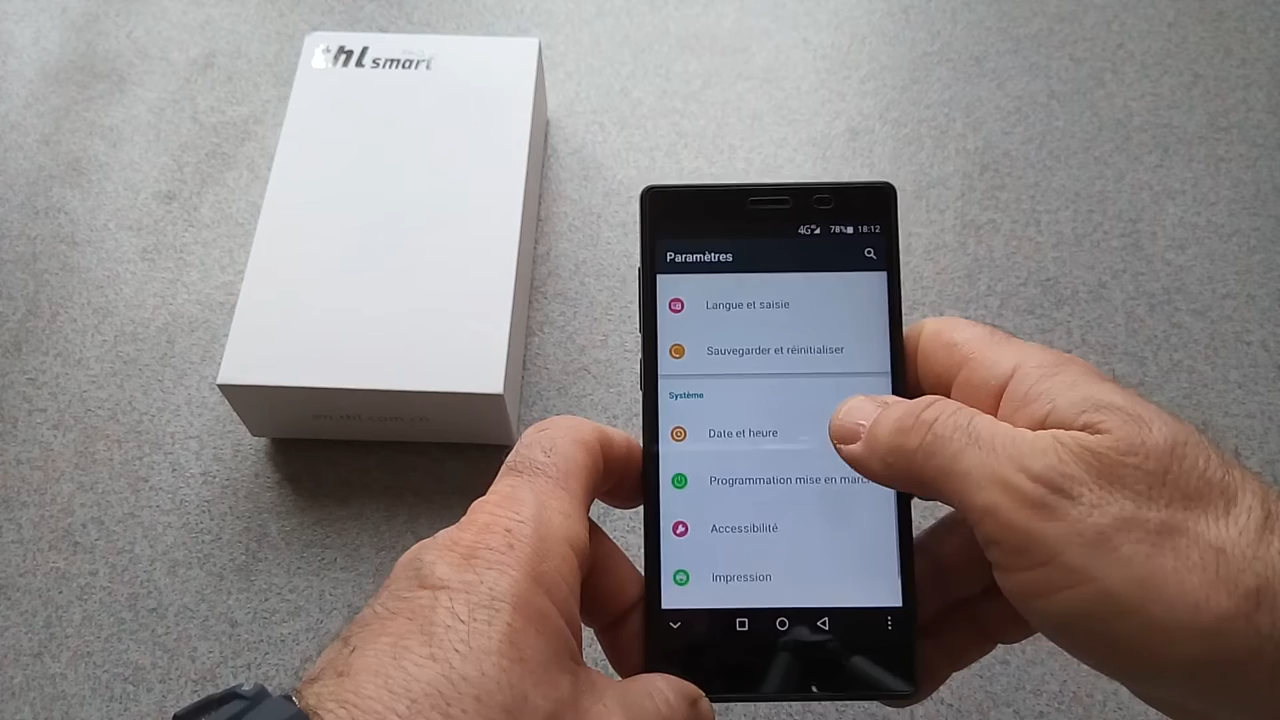 thl smart
4G 78% 18:12
Paramètres
Langue et saisie
Sauvegarder et réinitialiser
Système
Date et heure
Programmation mise en marc
Accessibilité
Impression